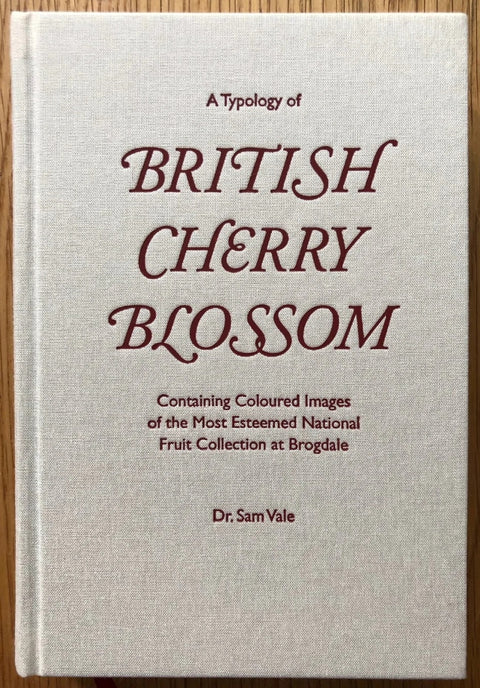 A Typology of
BRITISH
CHERRY
BLOSSOM
Containing Coloured Images
of the Most Esteemed National
Fruit Collection at Brogdale
Dr. Sam Vale